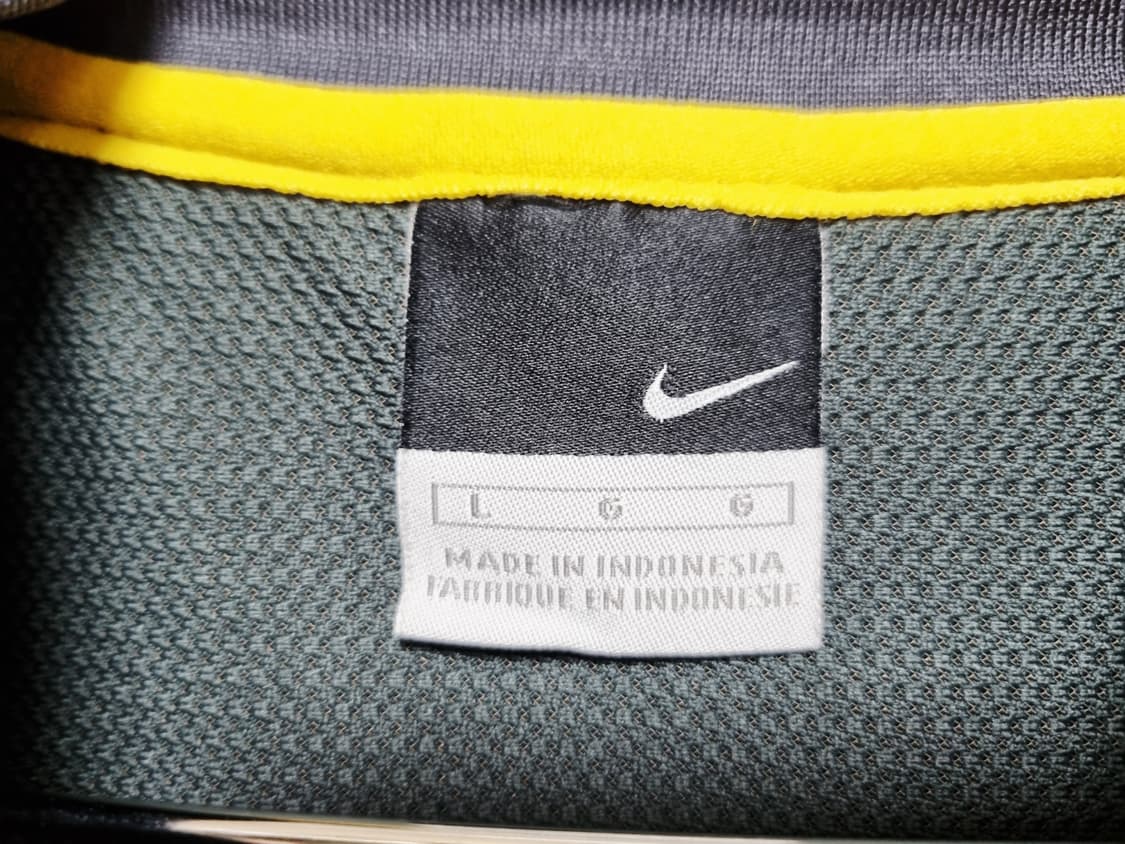 L G G
MADE IN INDONESIA
FABRIQUE EN INDONESIE